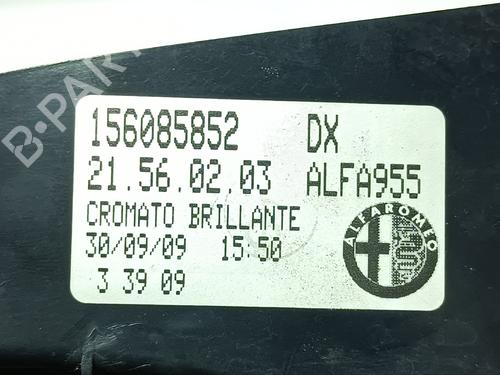 B-PARTS
156085852 DX
21.56.02.03 ALFA955
CROMATO BRILLANTE
30/09/09 15:50
3 39 09
ALFA ROMEO